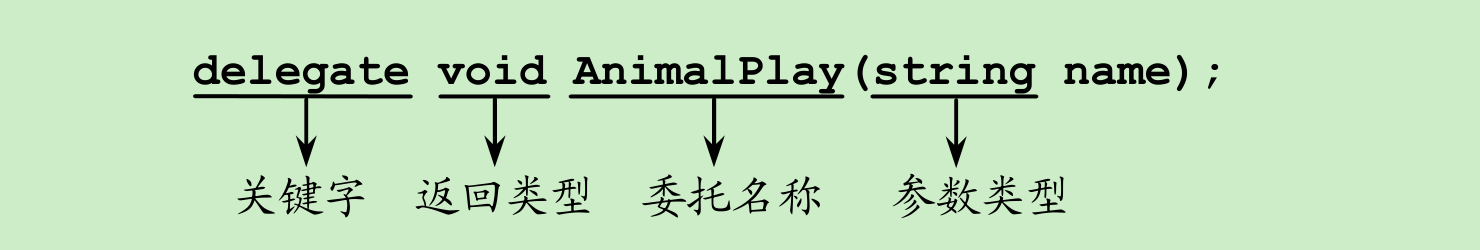 delegate void AnimalPlay(string name);
关键字 返回类型 委托名称 参数类型